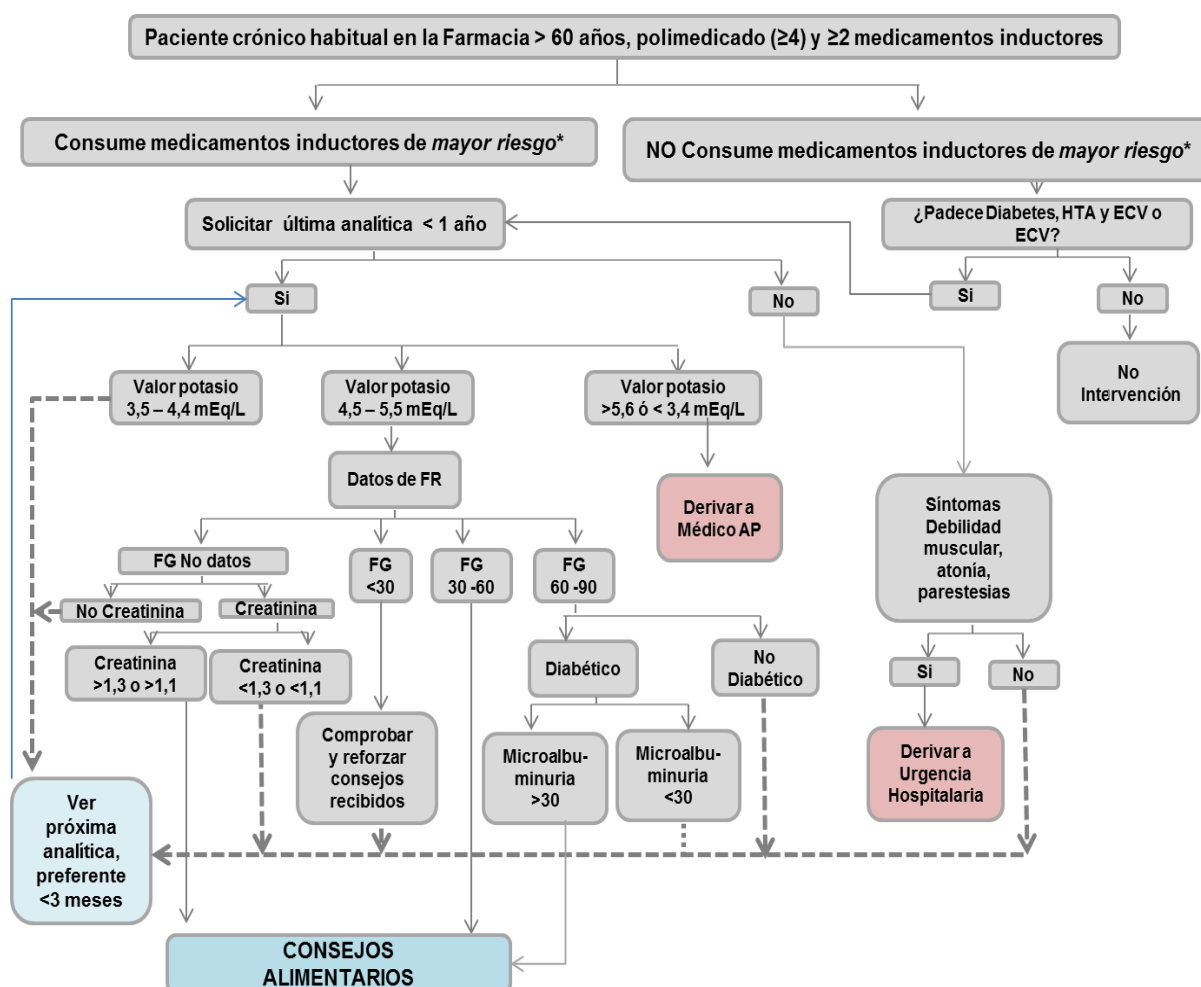 Paciente crónico habitual en la Farmacia > 60 años, polimedicado (≥4) y ≥2 medicamentos inductores
Consume medicamentos inductores de mayor riesgo*
NO Consume medicamentos inductores de mayor riesgo*
Solicitar última analítica < 1 año
¿Padece Diabetes, HTA y ECV o
ECV?
Si
No
Si
No
Valor potasio
3,5 – 4,4 mEq/L
Valor potasio
4,5 – 5,5 mEq/L
Valor potasio
>5,6 ó < 3,4 mEq/L
No
Intervención
Datos de FR
Derivar a
Médico AP
Síntomas
Debilidad
muscular,
atonía,
parestesias
FG No datos
FG
<30
FG
30 -60
FG
60 -90
No Creatinina
Creatinina
Creatinina
>1,3 o >1,1
Creatinina
<1,3 o <1,1
Diabético
No
Diabético
Si
No
Comprobar
y reforzar
consejos
recibidos
Microalbu-
minuria
>30
Microalbu-
minuria
<30
Derivar a
Urgencia
Hospitalaria
Ver
próxima
analítica,
preferente
<3 meses
CONSEJOS
ALIMENTARIOS